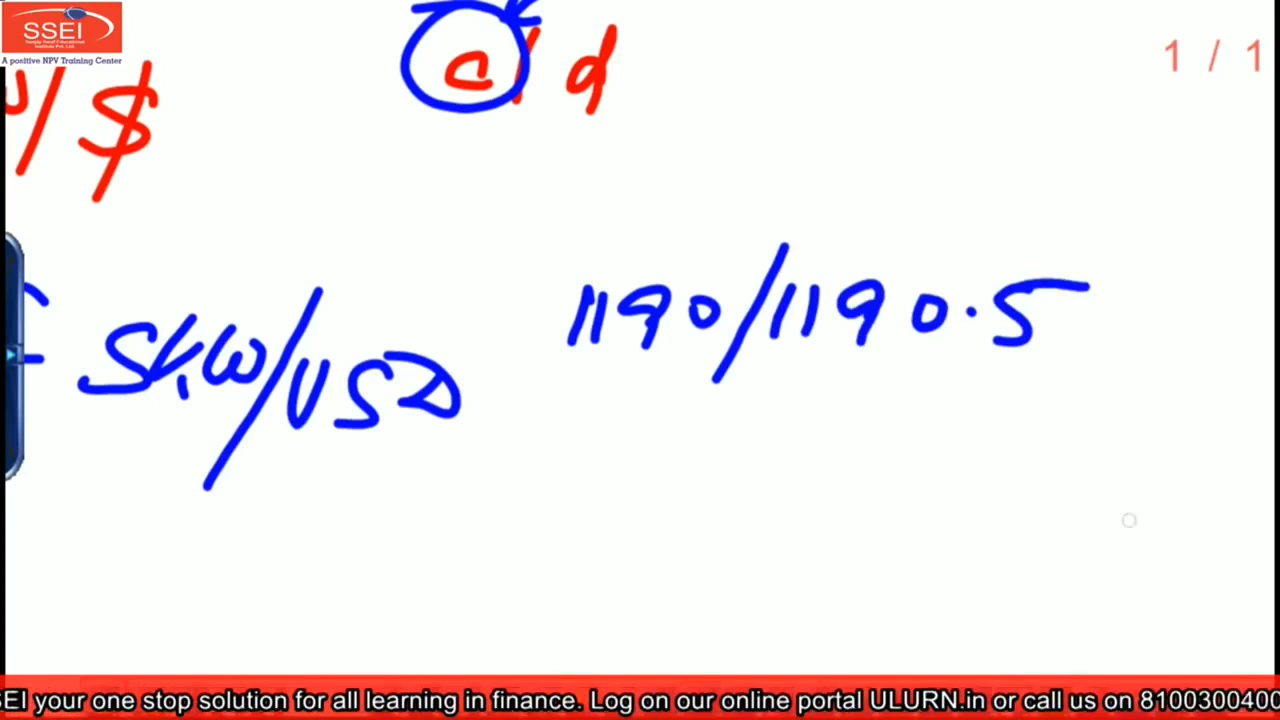 SSEI
A positive NPV Training Center
1 / 1
a/d
/$
SKW/USD
1190/1190.5
SEI your one stop solution for all learning in finance. Log on our online portal ULURN.in or call us on 8100300400